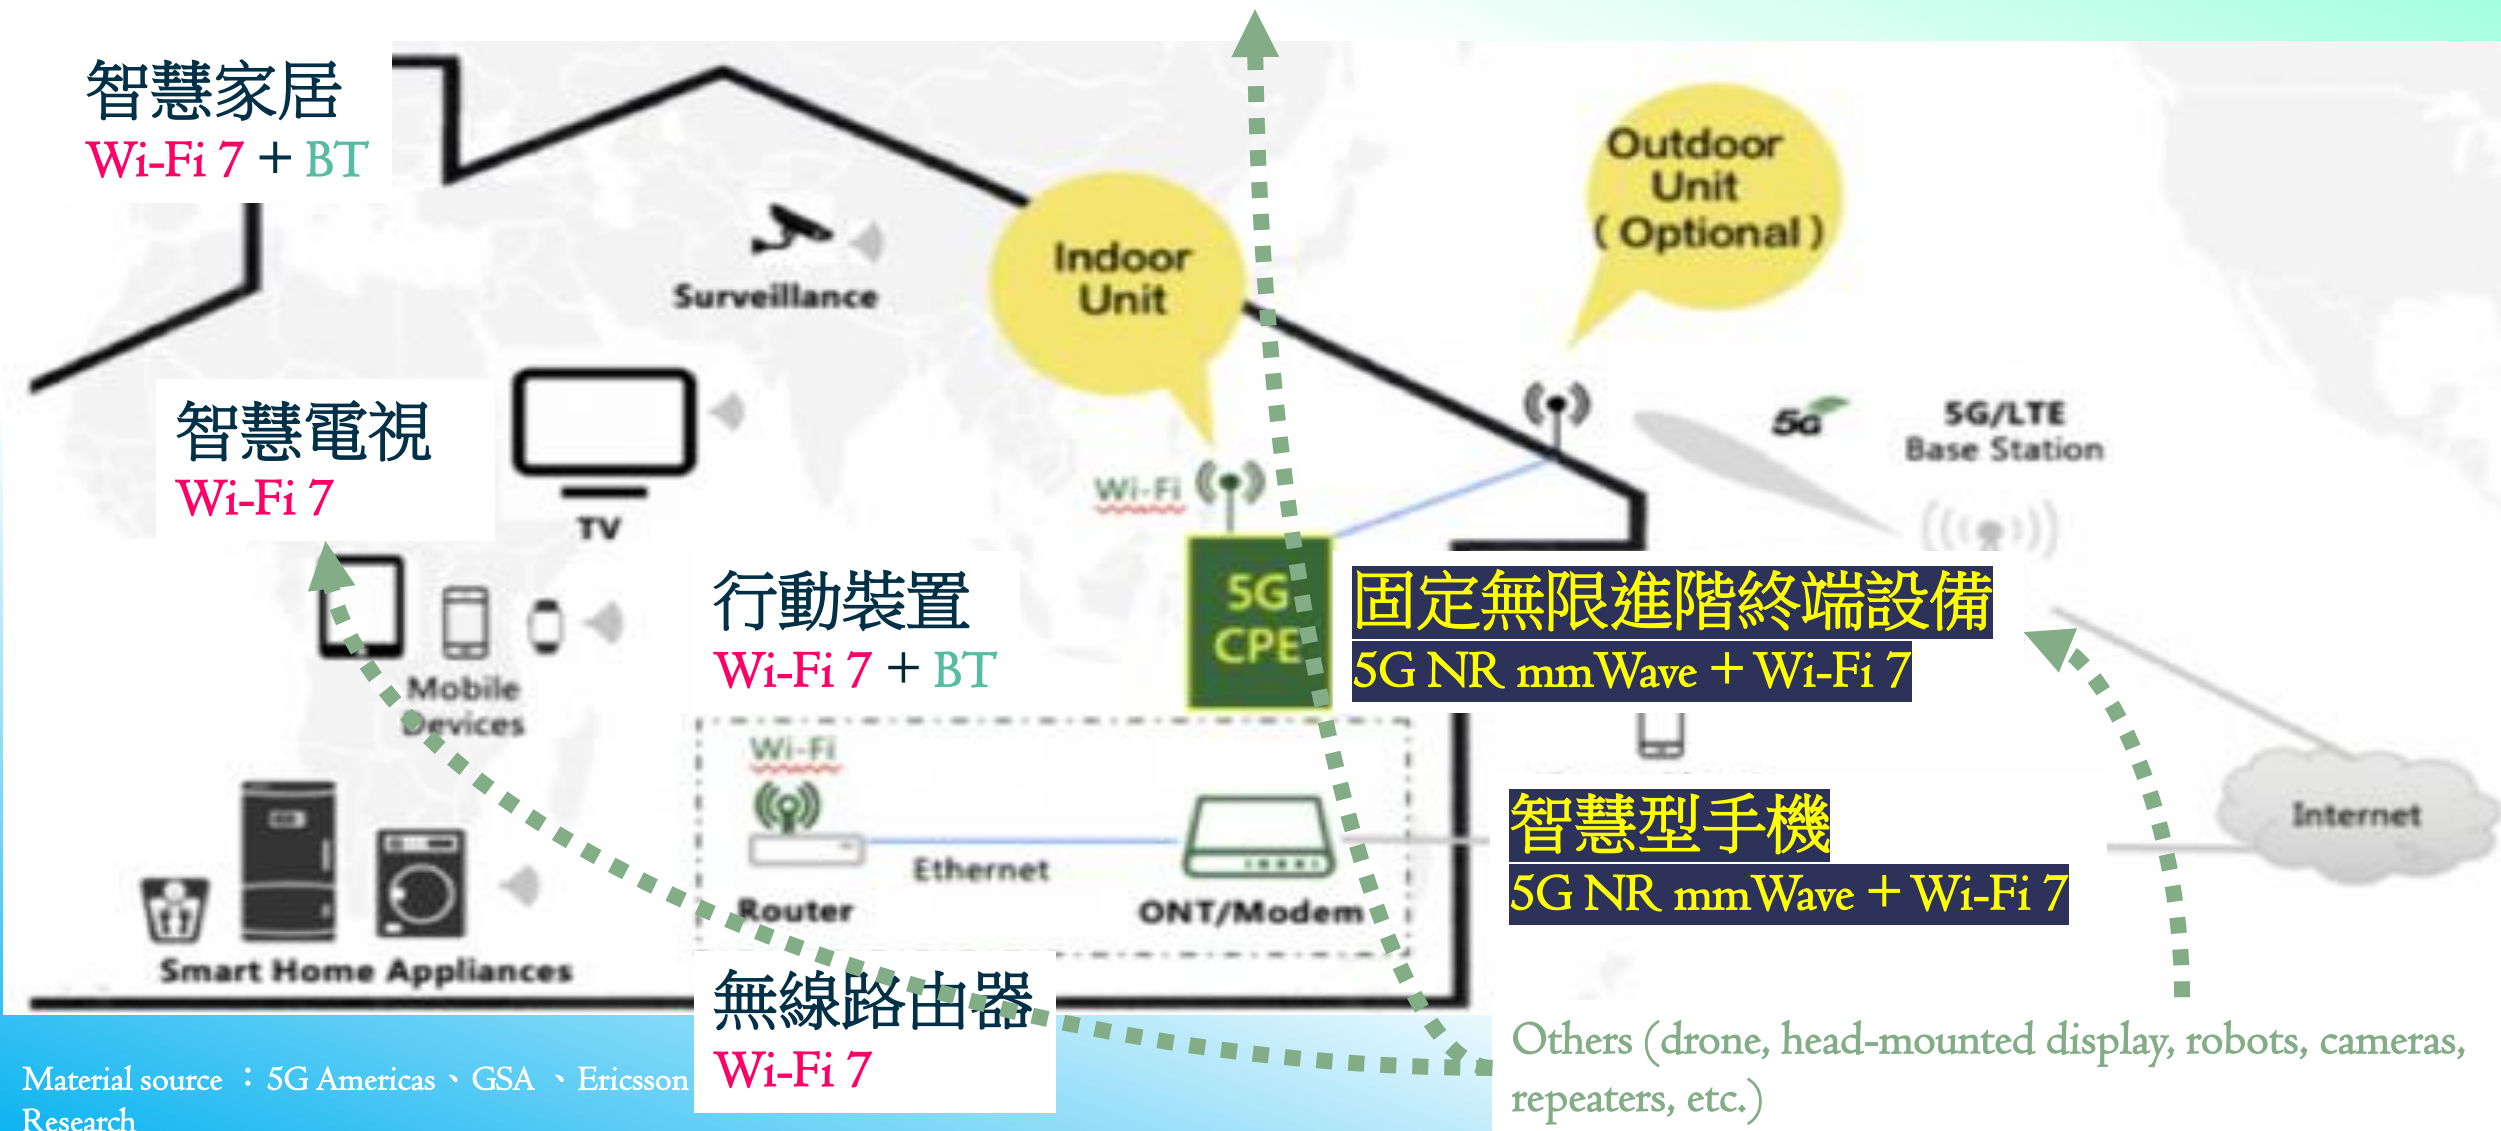 智慧家居
Wi-Fi 7 + BT
Outdoor
Unit
( Optional )
Indoor
Unit
Surveillance
智慧電視
Wi-Fi 7
TV
Wi-Fi
5G
5G/LTE
Base Station
行動裝置
Wi-Fi 7 + BT
5G
CPE
固定無限進階終端設備
5G NR mmWave + Wi-Fi 7
Mobile
Devices
Wi-Fi
Ethernet
Router
ONT/Modem
智慧型手機
5G NR mmWave + Wi-Fi 7
Internet
Smart Home Appliances
無線路由器
Wi-Fi 7
Others (drone, head-mounted display, robots, cameras,
repeaters, etc.)
Material source ：5G Americas、GSA 、Ericsson
Research